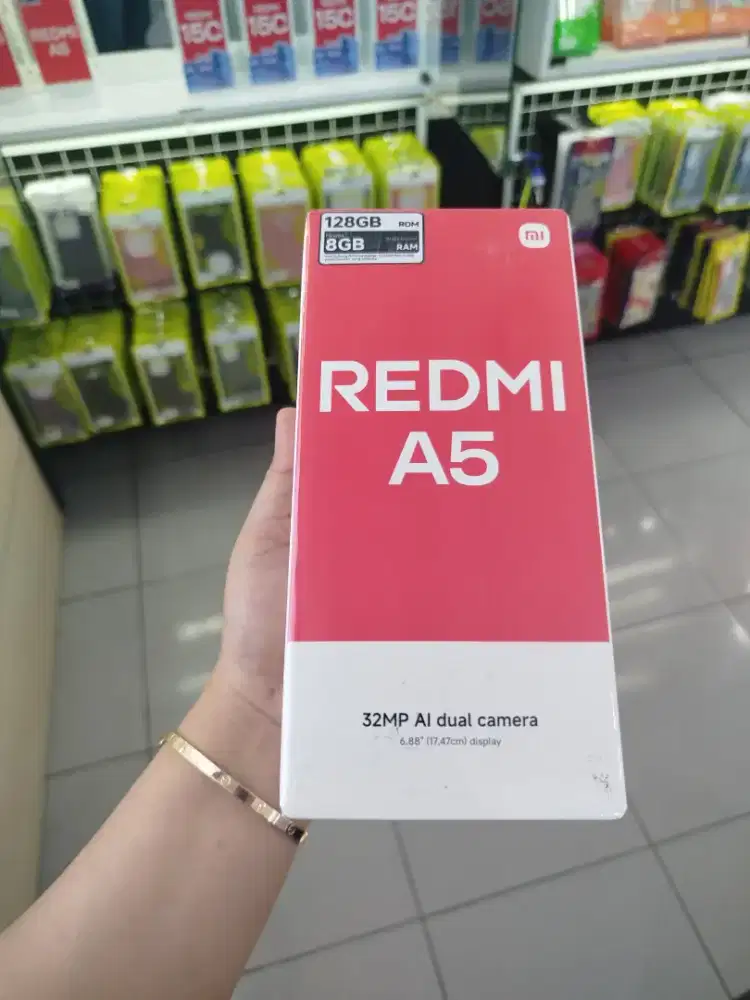 REDMI
A5
15C
15C
15C
15C
128GB ROM
8GB
RAM
mi
REDMI
A5
32MP AI dual camera
6.88" (17.47cm) display